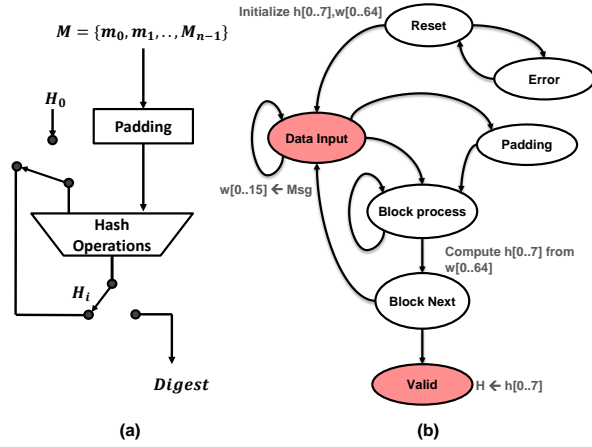 M = {m₀, m₁, . . , Mₙ₋₁}
H₀
Padding
Hash
Operations
Hᵢ
Digest
(a)
Initialize h[0..7],w[0..64]
Reset
Error
Data Input
Padding
w[0..15] ← Msg
Block process
Compute h[0..7] from
w[0..64]
Block Next
Valid
H ← h[0..7]
(b)